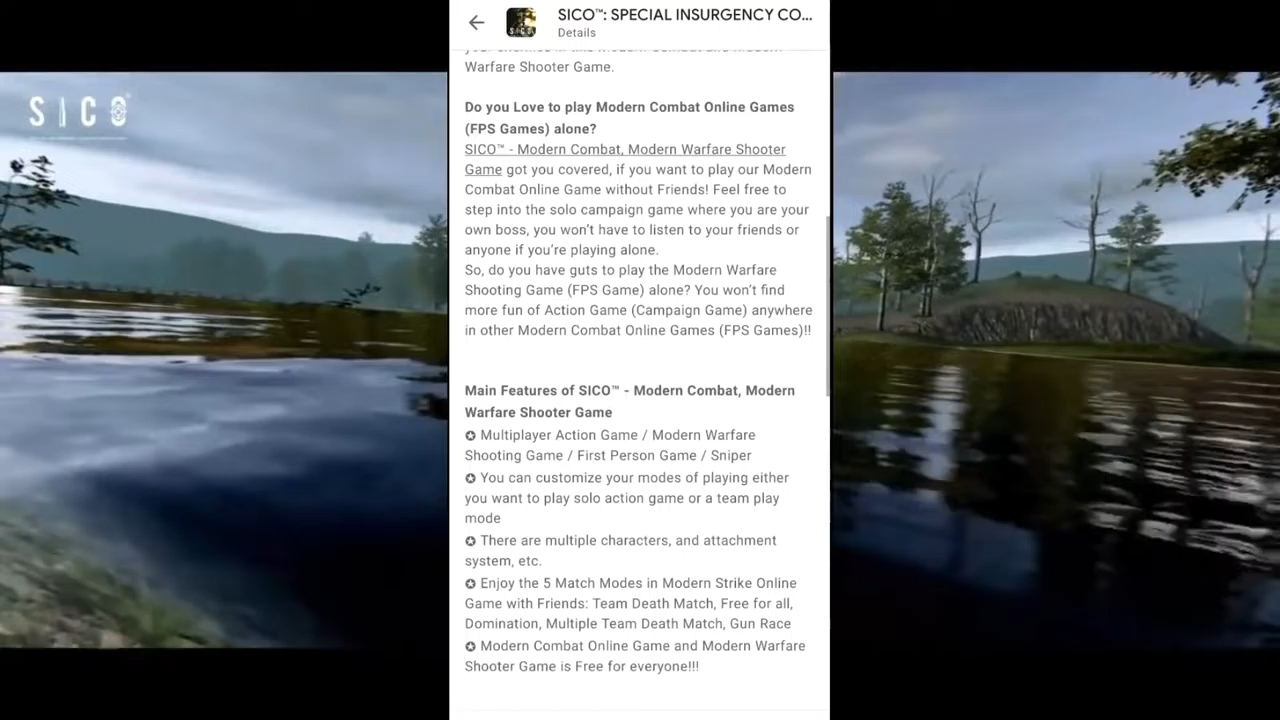 SICO™: SPECIAL INSURGENCY CO...
Details
Warfare Shooter Game.
Do you Love to play Modern Combat Online Games
(FPS Games) alone?
SICO™ - Modern Combat, Modern Warfare Shooter
Game got you covered, if you want to play our Modern
Combat Online Game without Friends! Feel free to
step into the solo campaign game where you are your
own boss, you won't have to listen to your friends or
anyone if you're playing alone.
So, do you have guts to play the Modern Warfare
Shooting Game (FPS Game) alone? You won't find
more fun of Action Game (Campaign Game) anywhere
in other Modern Combat Online Games (FPS Games)!!
Main Features of SICO™ - Modern Combat, Modern
Warfare Shooter Game
✪ Multiplayer Action Game / Modern Warfare
Shooting Game / First Person Game / Sniper
✪ You can customize your modes of playing either
you want to play solo action game or a team play
mode
✪ There are multiple characters, and attachment
system, etc.
✪ Enjoy the 5 Match Modes in Modern Strike Online
Game with Friends: Team Death Match, Free for all,
Domination, Multiple Team Death Match, Gun Race
✪ Modern Combat Online Game and Modern Warfare
Shooter Game is Free for everyone!!!
SICO